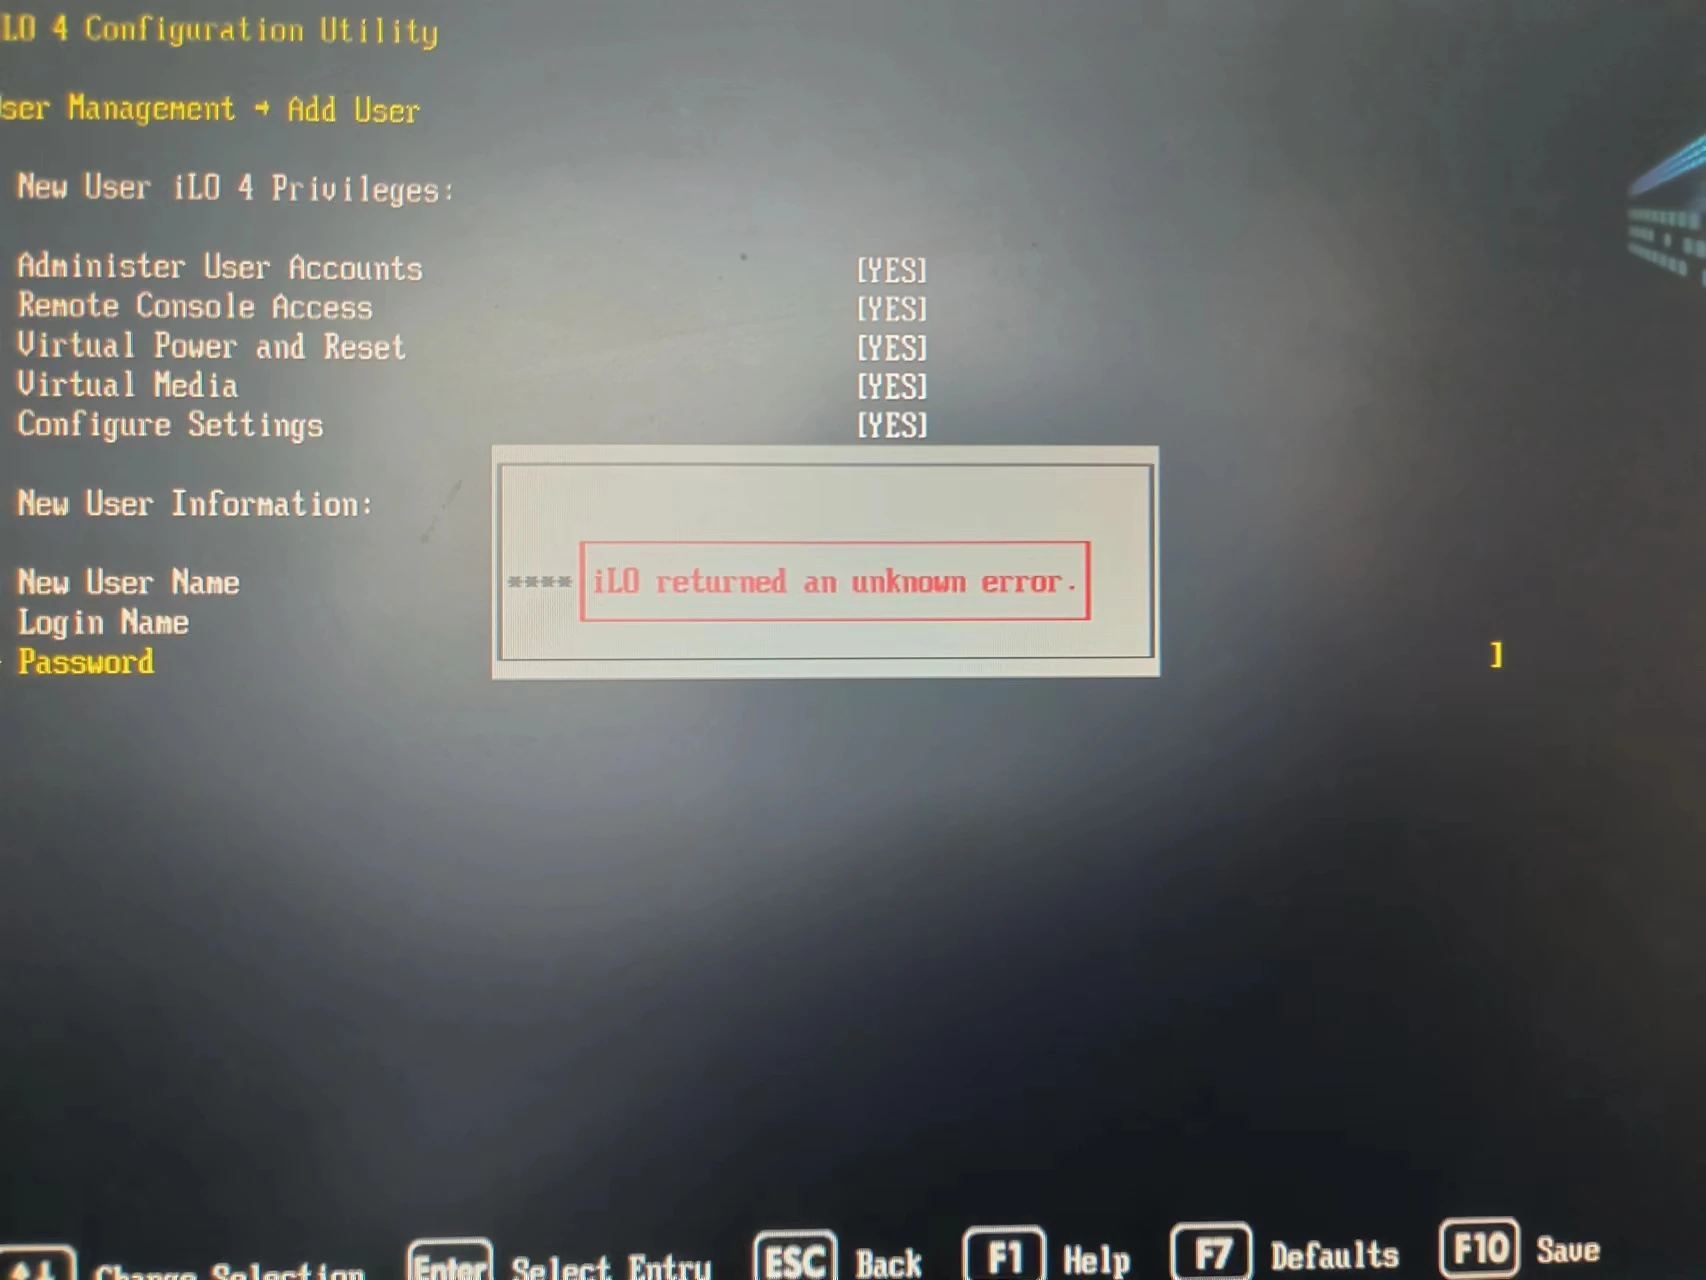 LO 4 Configuration Utility
ser Management → Add User
New User iLO 4 Privileges:
Administer User Accounts [YES]
Remote Console Access [YES]
Virtual Power and Reset [YES]
Virtual Media [YES]
Configure Settings [YES]
New User Information:
New User Name
**** iLO returned an unknown error.
Login Name
Password ]
↑↓ Change Selection Enter Select Entry ESC Back F1 Help F7 Defaults F10 Save